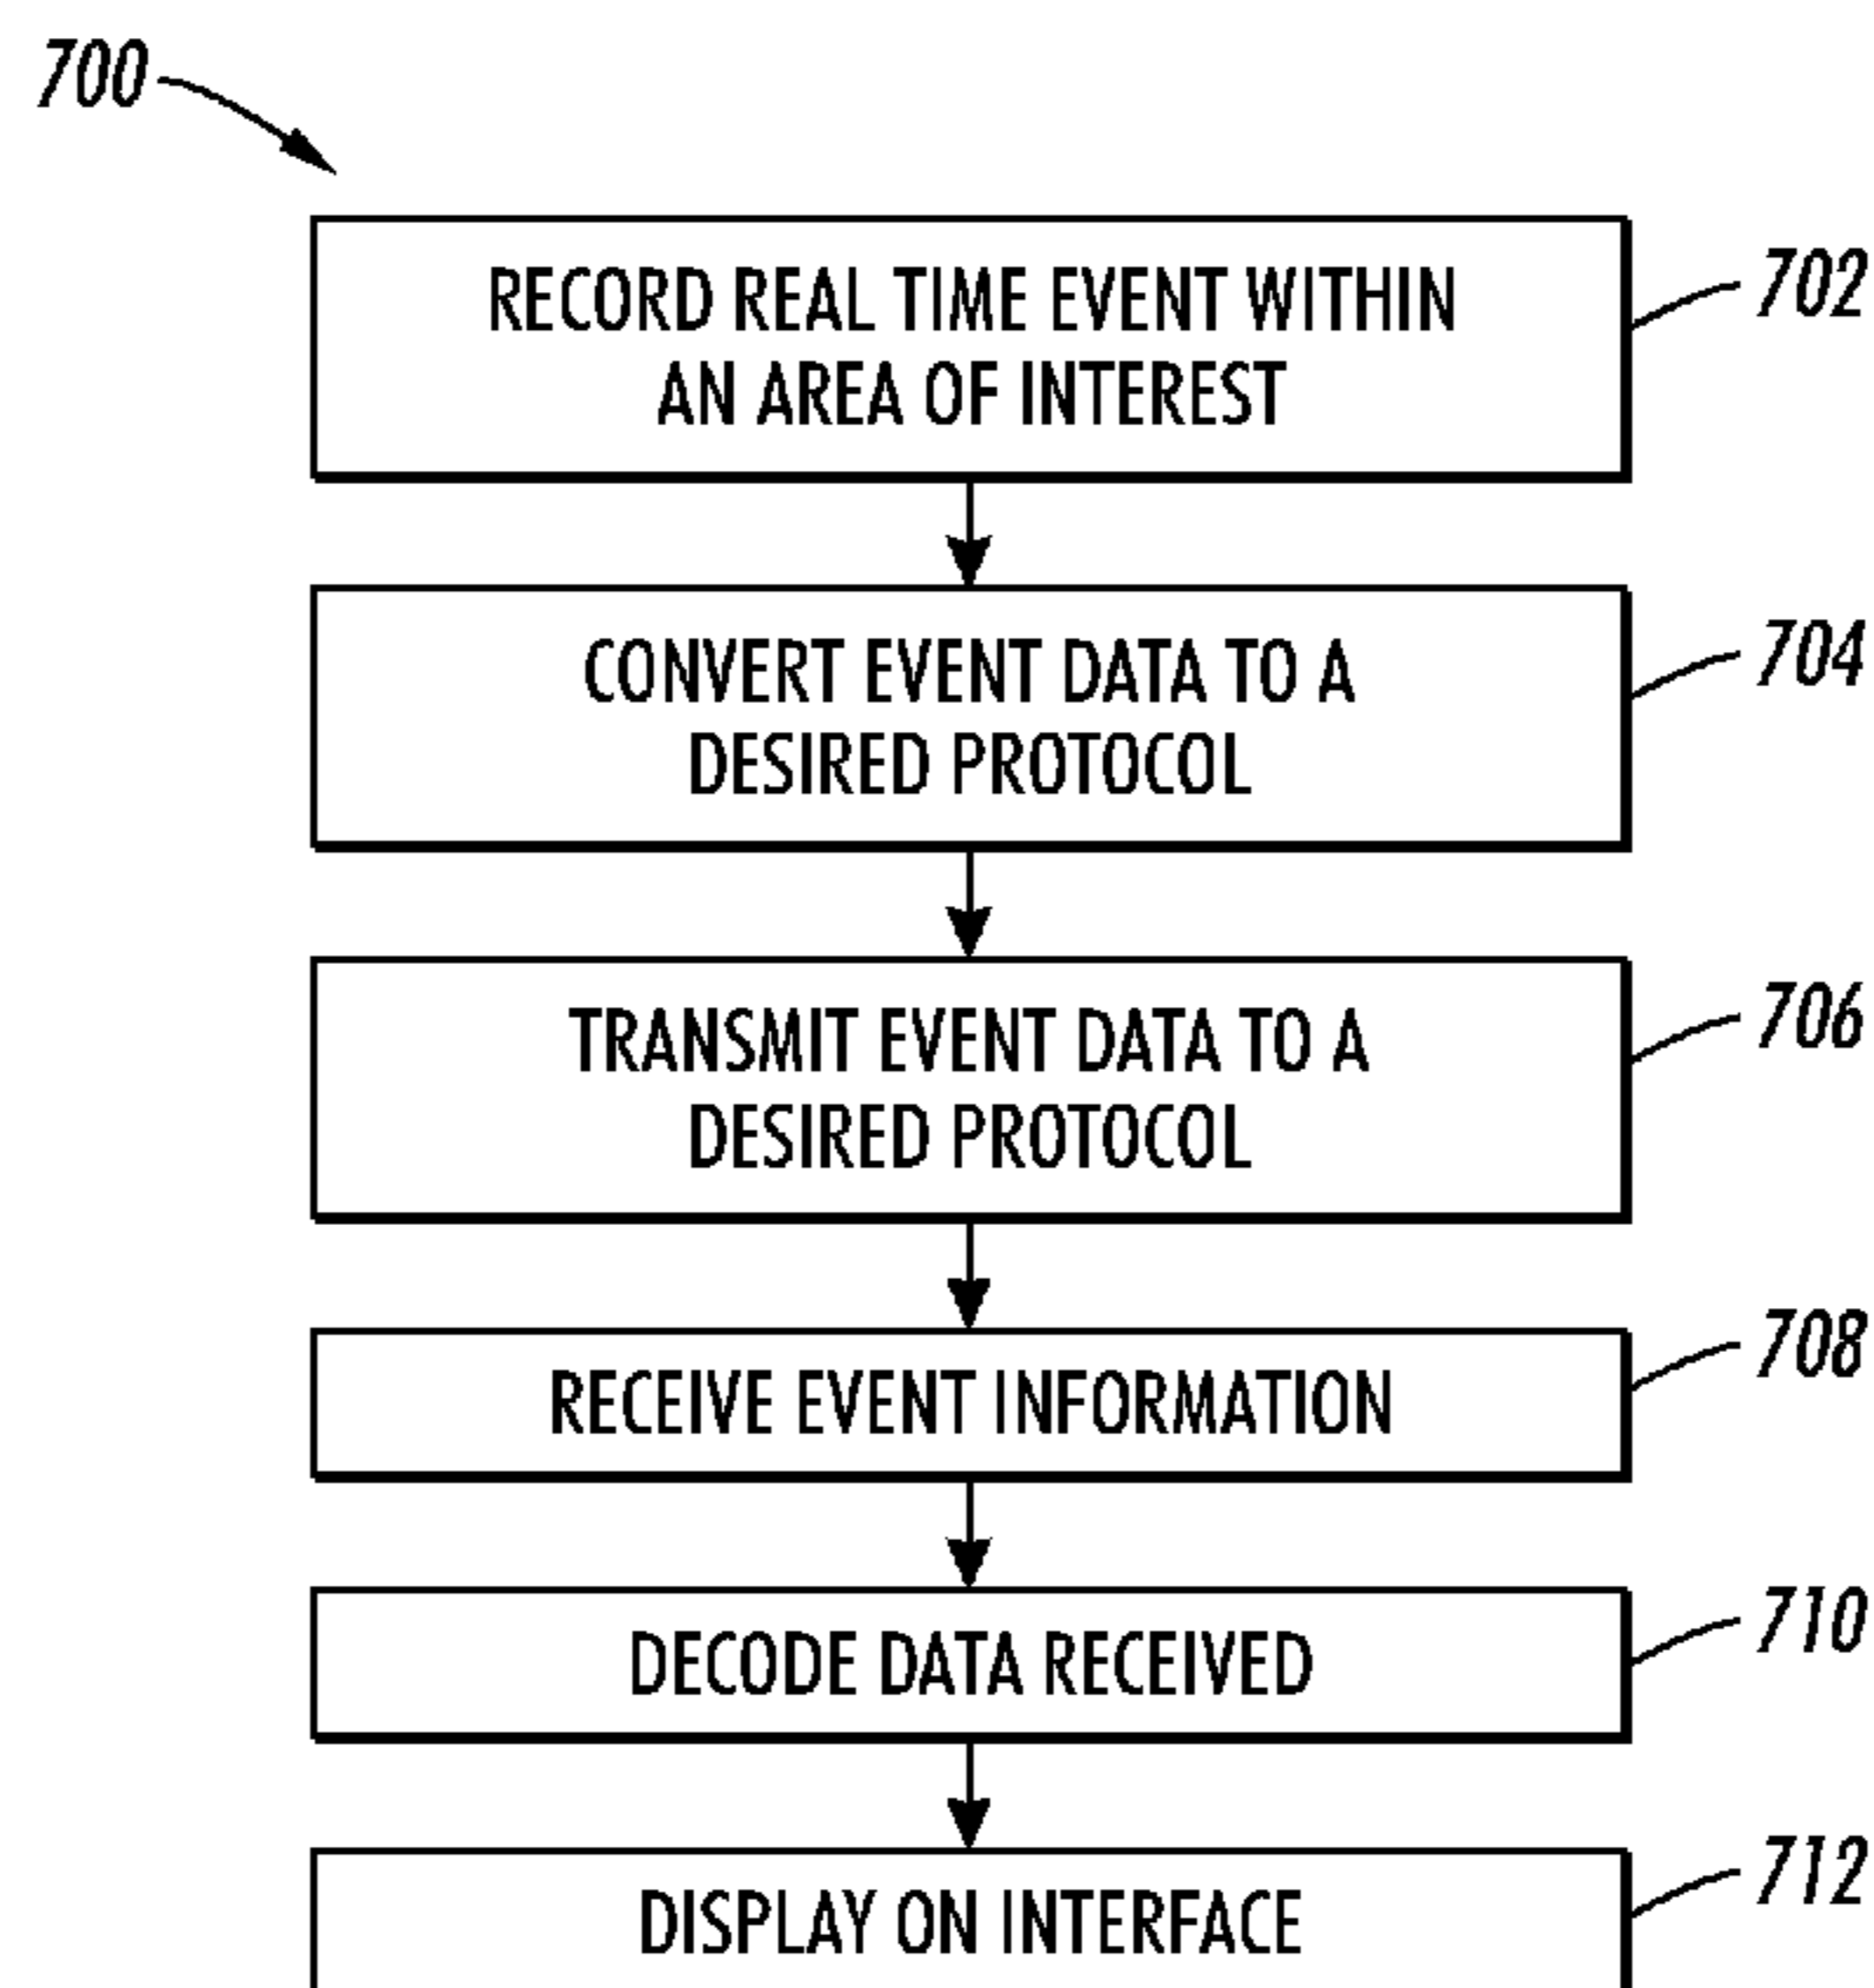 700
RECORD REAL TIME EVENT WITHIN
AN AREA OF INTEREST
702
CONVERT EVENT DATA TO A
DESIRED PROTOCOL
704
TRANSMIT EVENT DATA TO A
DESIRED PROTOCOL
706
RECEIVE EVENT INFORMATION
708
DECODE DATA RECEIVED
710
DISPLAY ON INTERFACE
712